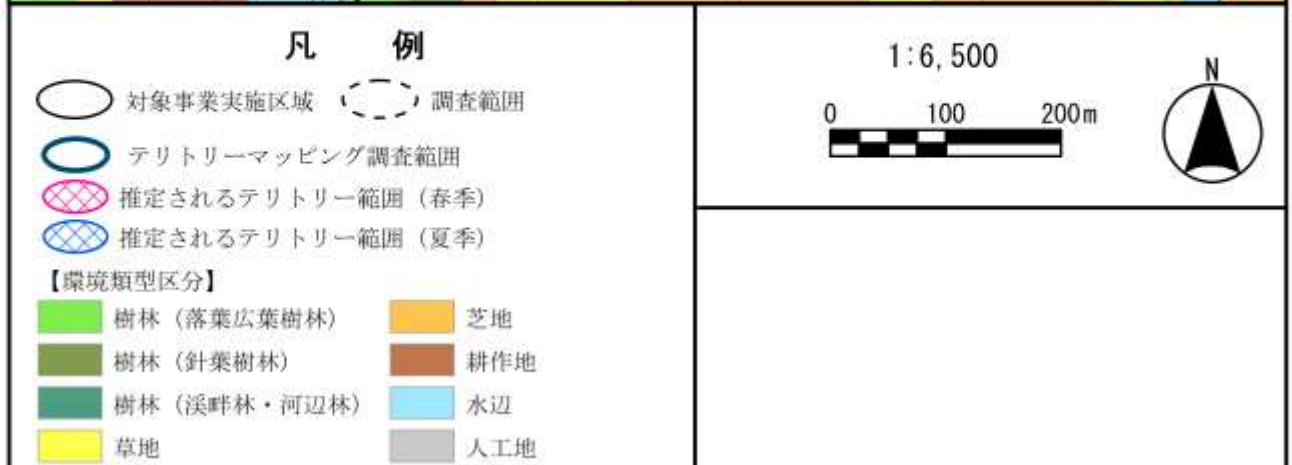 凡　例
対象事業実施区域　調査範囲
テリトリーマッピング調査範囲
推定されるテリトリー範囲（春季）
推定されるテリトリー範囲（夏季）
【環境類型区分】
樹林（落葉広葉樹林）　芝地
樹林（針葉樹林）　耕作地
樹林（渓畔林・河辺林）　水辺
草地　人工地
1:6,500
0　100　200m
N